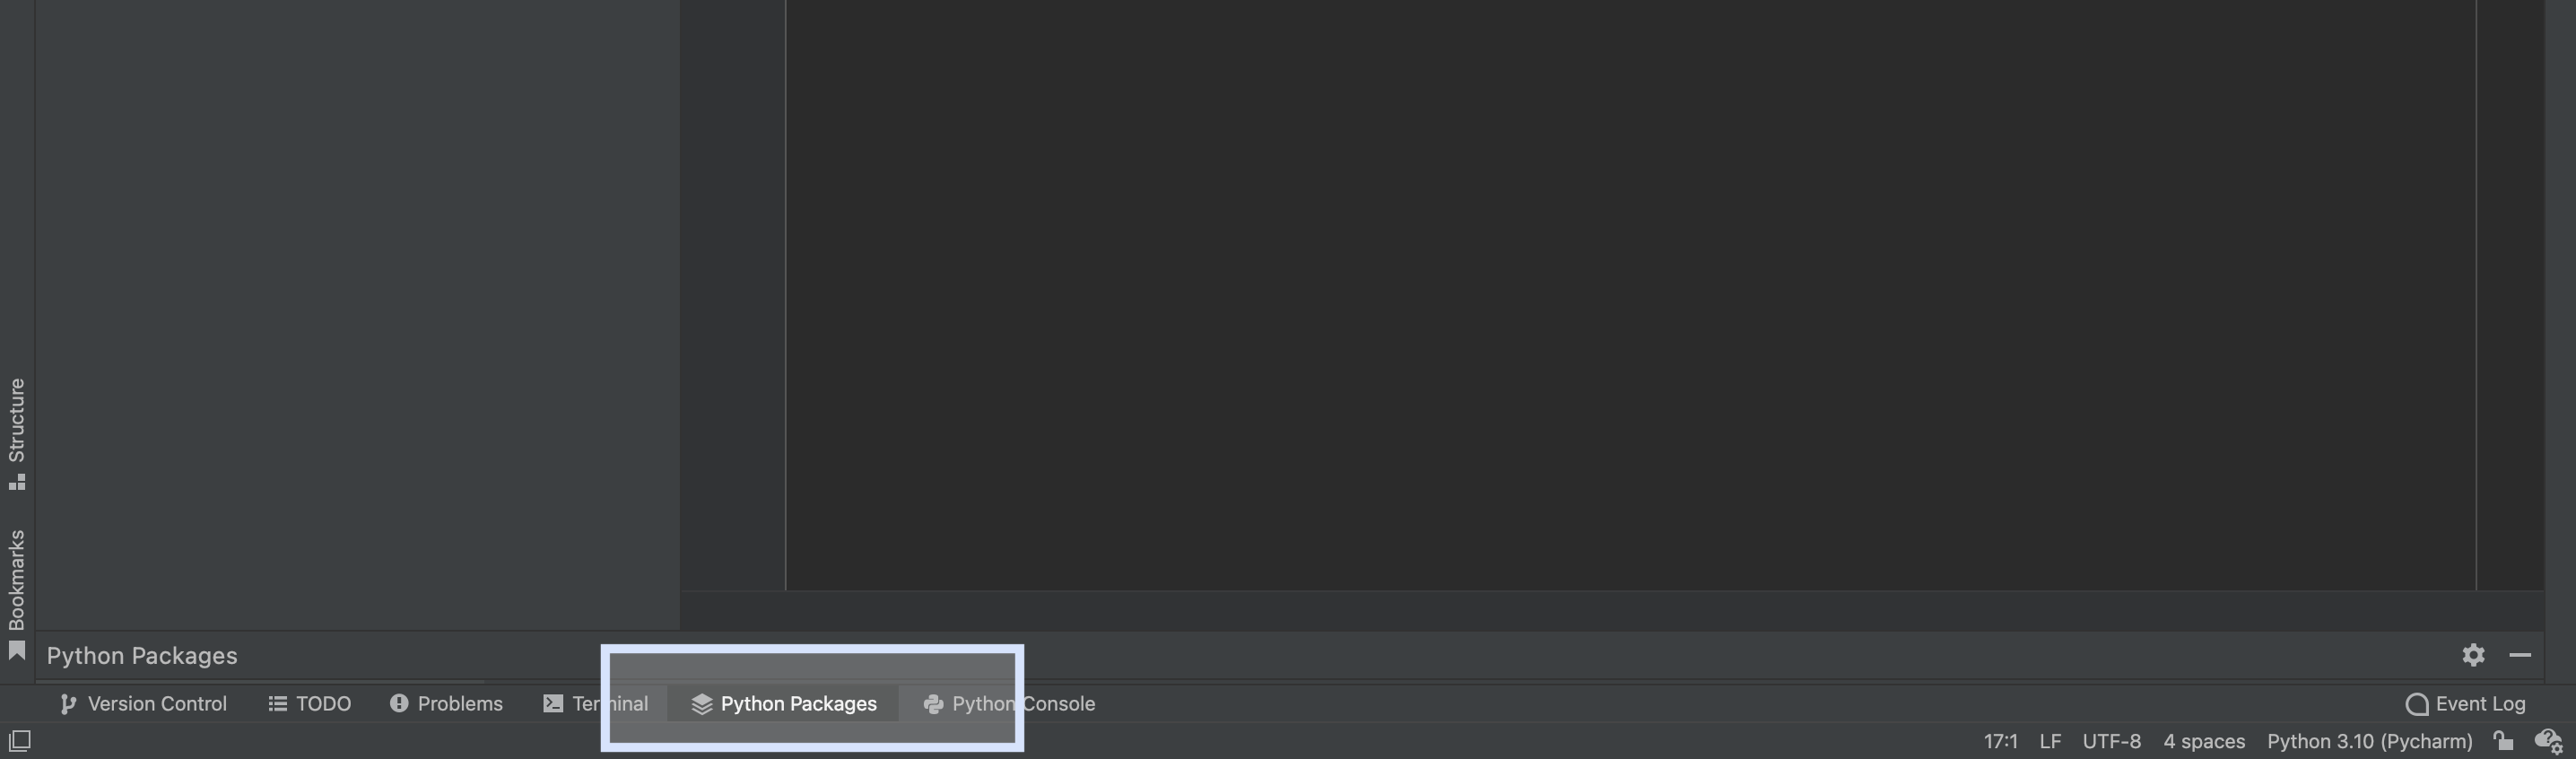 Structure
Bookmarks
Python Packages
Version Control TODO Problems Terminal Python Packages Python Console Event Log
17:1 LF UTF-8 4 spaces Python 3.10 (Pycharm)